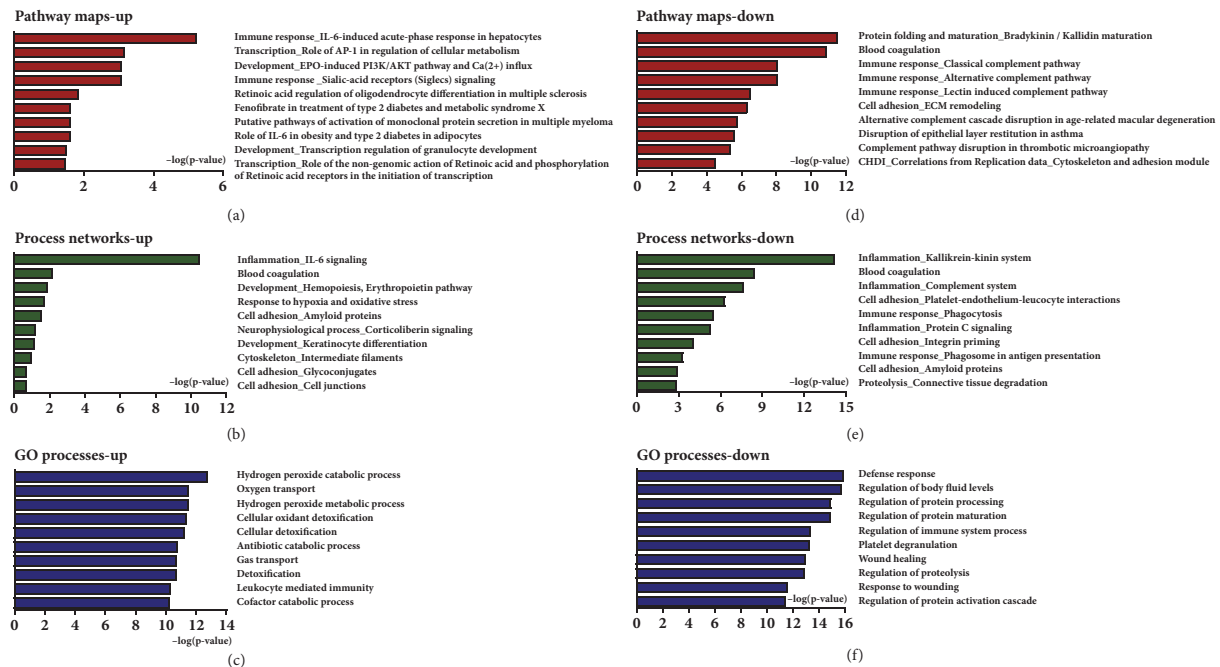 Pathway maps-up
Immune response_IL-6-induced acute-phase response in hepatocytes
Transcription_Role of AP-1 in regulation of cellular metabolism
Development_EPO-induced PI3K/AKT pathway and Ca(2+) influx
Immune response _Sialic-acid receptors (Siglecs) signaling
Retinoic acid regulation of oligodendrocyte differentiation in multiple sclerosis
Fenofibrate in treatment of type 2 diabetes and metabolic syndrome X
Putative pathways of activation of monoclonal protein secretion in multiple myeloma
Role of IL-6 in obesity and type 2 diabetes in adipocytes
Development_Transcription regulation of granulocyte development
Transcription_Role of the non-genomic action of Retinoic and phosphorylation
of Retinoic acid receptors in the initiation of transcription
−log(p-value)
0 2 4 6
(a)
Pathway maps-down
Protein folding and maturation_Bradykinin / Kallidin maturation
Blood coagulation
Immune response_Classical complement pathway
Immune response_Alternative complement pathway
Immune response_Lectin induced complement pathway
Cell adhesion_ECM remodeling
Alternative complement cascade disruption in age-related macular degeneration
Disruption of epithelial layer restitution in asthma
Complement pathway disruption in thrombotic microangiopathy
CHDI_Correlations from Replication data_Cytoskeleton and adhesion module
−log(p-value)
0 2 4 6 8 10 12
(d)
Process networks-up
Inflammation_IL-6 signaling
Blood coagulation
Development_Hemopoiesis, Erythropoietin pathway
Response to hypoxia and oxidative stress
Cell adhesion_Amyloid proteins
Neurophysiological process_Corticoliberin signaling
Development_Keratinocyte differentiation
Cytoskeleton_Intermediate filaments
Cell adhesion_Glycoconjugates
Cell adhesion_Cell junctions
−log(p-value)
0 2 4 6 8 10 12
(b)
Process networks-down
Inflammation_Kallikrein-kinin system
Blood coagulation
Inflammation_Complement system
Cell adhesion_Platelet-endothelium-leucocyte interactions
Immune response_Phagocytosis
Inflammation_Protein C signaling
Cell adhesion_Integrin priming
Immune response_Phagosome in antigen presentation
Cell adhesion_Amyloid proteins
Proteolysis_Connective tissue degradation
−log(p-value)
0 3 6 9 12 15
(e)
GO processes-up
Hydrogen peroxide catabolic process
Oxygen transport
Hydrogen peroxide metabolic process
Cellular oxidant detoxification
Cellular detoxification
Antibiotic catabolic process
Gas transport
Detoxification
Leukocyte mediated immunity
Cofactor catabolic process
0 2 4 6 8 10 12 14
−log(p-value)
(c)
GO processes-down
Defense response
Regulation of body fluid levels
Regulation of protein processing
Regulation of protein maturation
Regulation of immune system process
Platelet degranulation
Wound healing
Regulation of proteolysis
Response to wounding
Regulation of protein activation cascade
−log(p-value)
0 2 4 6 8 10 12 14 16
(f)